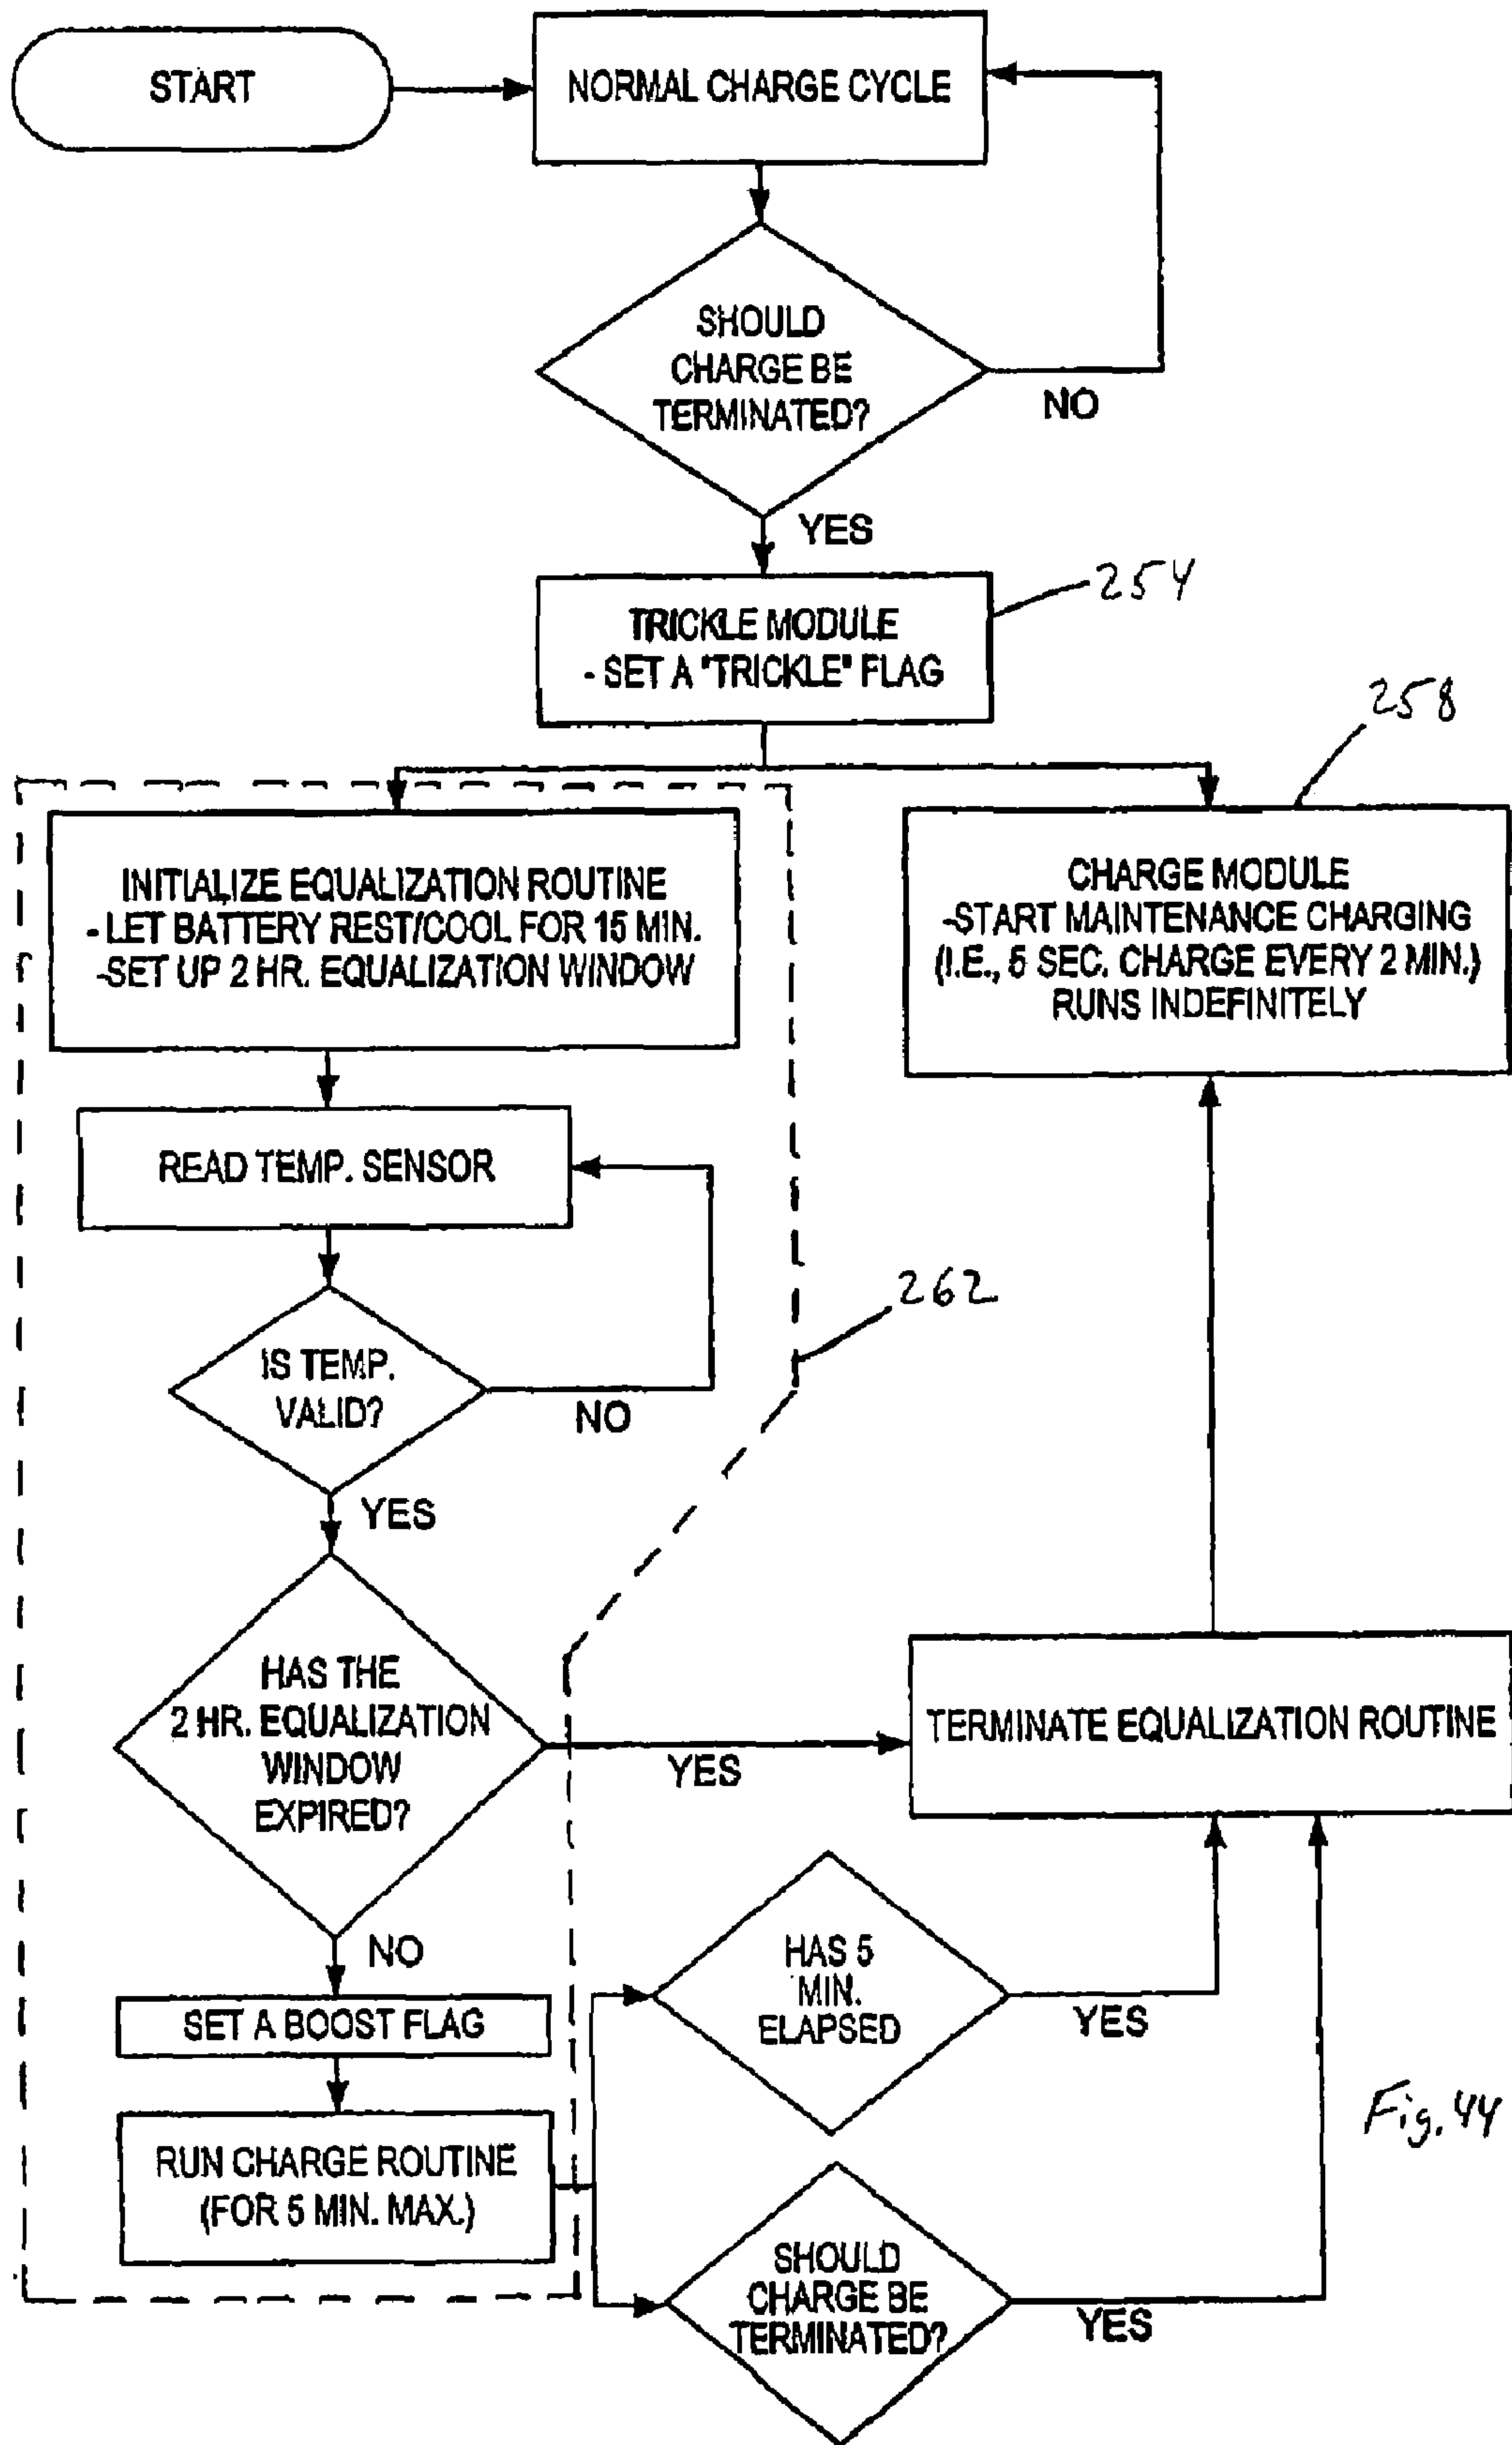 START
NORMAL CHARGE CYCLE
SHOULD
CHARGE BE
TERMINATED?
NO
YES
254
TRICKLE MODULE
- SET A "TRICKLE" FLAG
258
INITIALIZE EQUALIZATION ROUTINE
- LET BATTERY REST/COOL FOR 15 MIN.
-SET UP 2 HR. EQUALIZATION WINDOW
CHARGE MODULE
-START MAINTENANCE CHARGING
(I.E., 5 SEC. CHARGE EVERY 2 MIN.)
RUNS INDEFINITELY
READ TEMP. SENSOR
262
IS TEMP.
VALID?
NO
YES
HAS THE
2 HR. EQUALIZATION
WINDOW
EXPIRED?
YES
TERMINATE EQUALIZATION ROUTINE
NO
SET A BOOST FLAG
HAS 5
MIN.
ELAPSED
YES
RUN CHARGE ROUTINE
(FOR 5 MIN. MAX.)
SHOULD
CHARGE BE
TERMINATED?
YES
Fig. 44